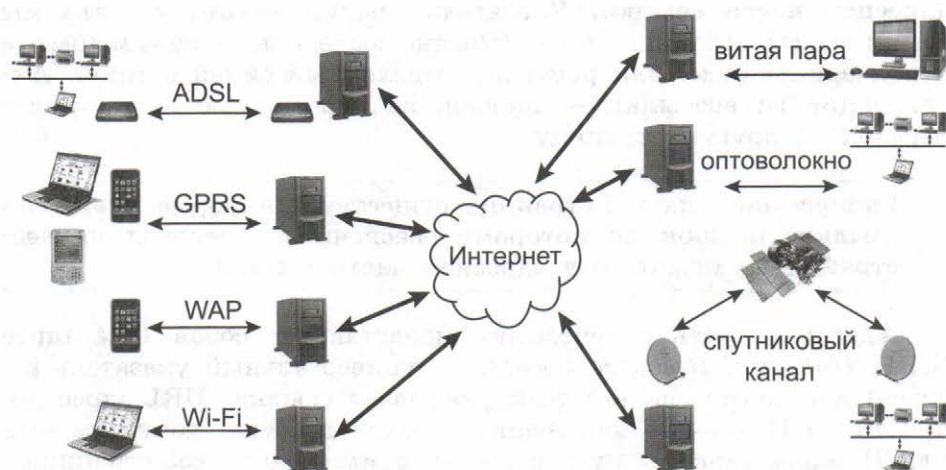 ADSL
GPRS
WAP
Wi-Fi
Интернет
витая пара
оптоволокно
спутниковый
канал